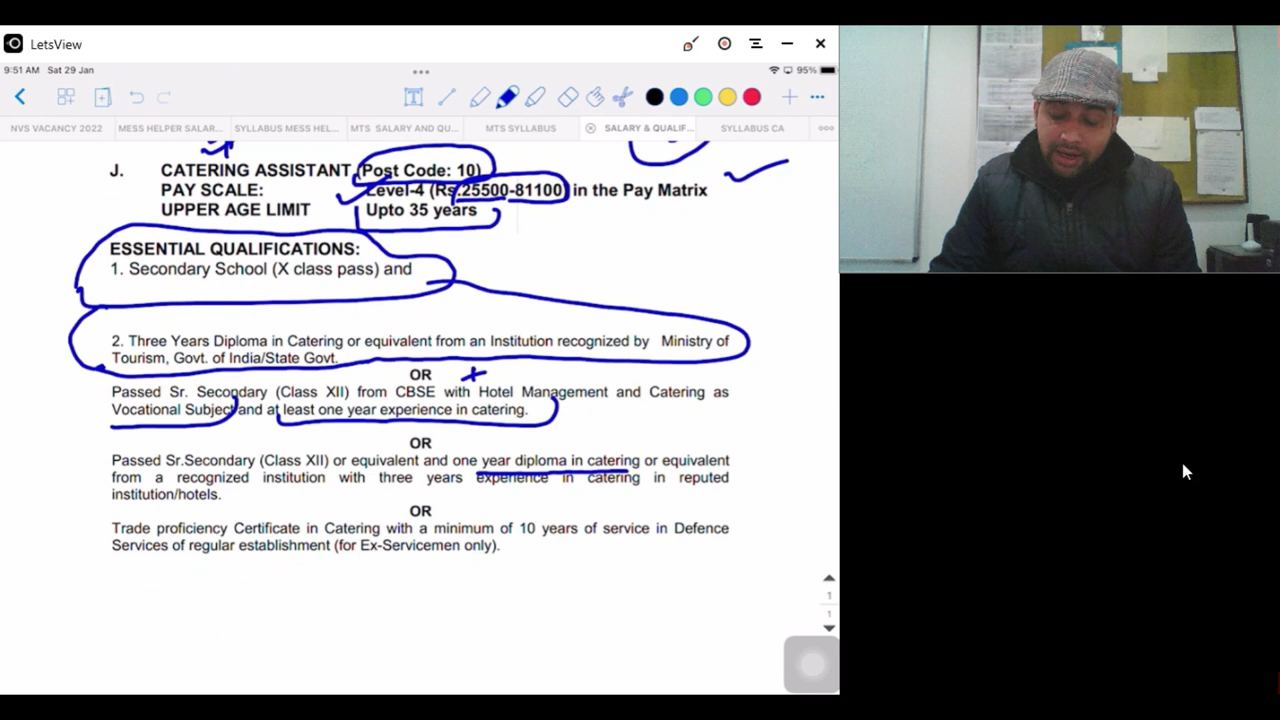 LetsView
9:51 AM Sat 29 Jan
95%
NVS VACANCY 2022
MESS HELPER SALAR...
SYLLABUS MESS HEL...
MTS SALARY AND QU...
MTS SYLLABUS
SALARY & QUALIF...
SYLLABUS CA
J. CATERING ASSISTANT (Post Code: 10)
PAY SCALE: Level-4 (Rs.25500-81100) in the Pay Matrix
UPPER AGE LIMIT Upto 35 years
ESSENTIAL QUALIFICATIONS:
1. Secondary School (X class pass) and
2. Three Years Diploma in Catering or equivalent from an Institution recognized by Ministry of
Tourism, Govt. of India/State Govt.
OR
Passed Sr. Secondary (Class XII) from CBSE with Hotel Management and Catering as
Vocational Subject and at least one year experience in catering.
OR
Passed Sr.Secondary (Class XII) or equivalent and one year diploma in catering or equivalent
from a recognized institution with three years experience in catering in reputed
institution/hotels.
OR
Trade proficiency Certificate in Catering with a minimum of 10 years of service in Defence
Services of regular establishment (for Ex-Servicemen only).
1
1